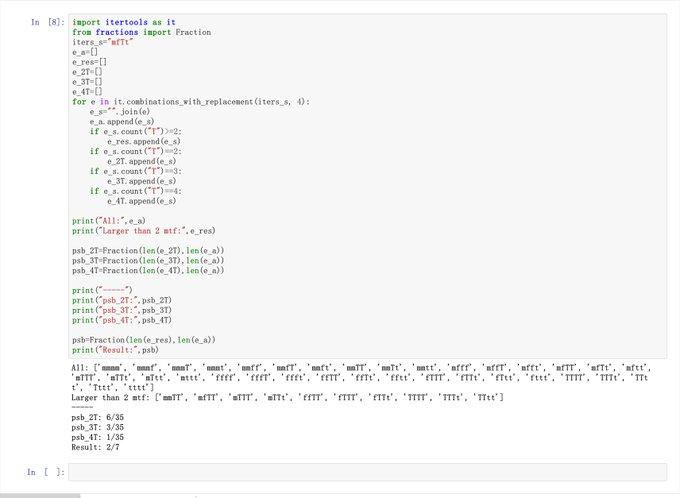 In [8]:
import itertools as it
from fractions import Fraction
iters_s="mfTt"
e_a=[]
e_res=[]
e_2T=[]
e_3T=[]
e_4T=[]
for e in it.combinations_with_replacement(iters_s, 4):
    e_s="".join(e)
    e_a.append(e_s)
    if e_s.count("T")>=2:
        e_res.append(e_s)
    if e_s.count("T")==2:
        e_2T.append(e_s)
    if e_s.count("T")==3:
        e_3T.append(e_s)
    if e_s.count("T")==4:
        e_4T.append(e_s)
print("All:",e_a)
print("Larger than 2 mtf:",e_res)
psb_2T=Fraction(len(e_2T),len(e_a))
psb_3T=Fraction(len(e_3T),len(e_a))
psb_4T=Fraction(len(e_4T),len(e_a))
print("-----")
print("psb_2T:",psb_2T)
print("psb_3T:",psb_3T)
print("psb_4T:",psb_4T)
psb=Fraction(len(e_res),len(e_a))
print("Result:",psb)
All: ['mmmm', 'mmmf', 'mmmT', 'mmmt', 'mmff', 'mmfT', 'mmft', 'mmTT', 'mmTt', 'mmtt', 'mfff', 'mffT', 'mfft', 'mfTT', 'mfTt', 'mftt',
'mTTT', 'mTTt', 'mTtt', 'mttt', 'ffff', 'fffT', 'ffft', 'ffTT', 'ffTt', 'fftt', 'fTTT', 'fTTt', 'fTtt', 'fttt', 'TTTT', 'TTTt', 'TTt
t', 'Tttt', 'tttt']
Larger than 2 mtf: ['mmTT', 'mfTT', 'mTTT', 'mTTt', 'ffTT', 'fTTT', 'fTTt', 'TTTT', 'TTTt', 'TTtt']
-----
psb_2T: 6/35
psb_3T: 3/35
psb_4T: 1/35
Result: 2/7
In [ ]: